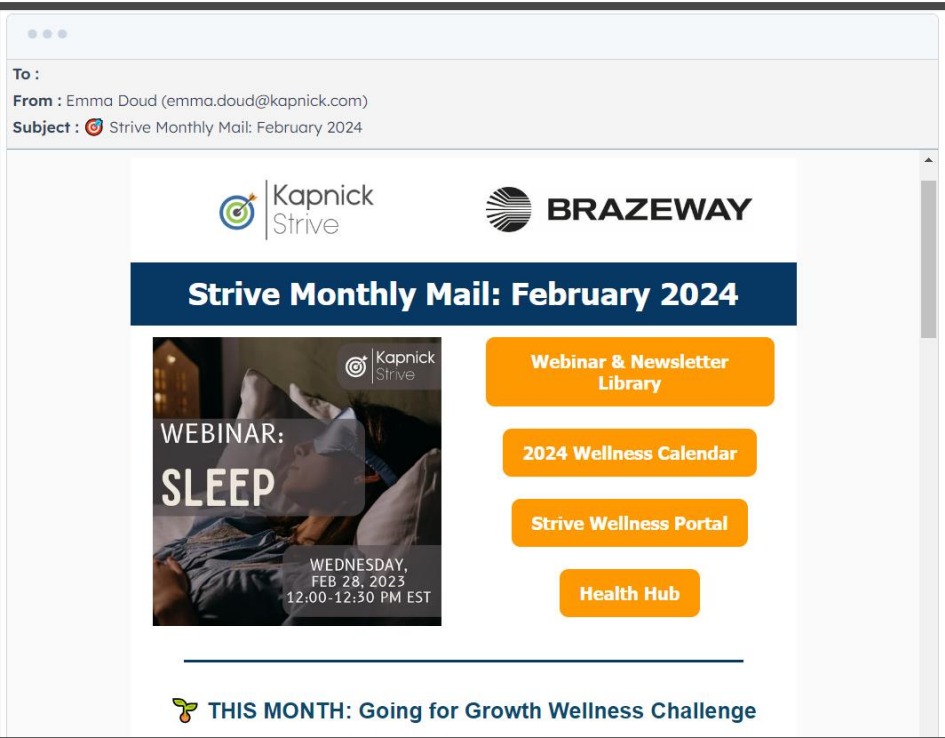 To :
From : Emma Doud (emma.doud@kapnick.com)
Subject : 🎯 Strive Monthly Mail: February 2024
Kapnick
Strive
BRAZEWAY
Strive Monthly Mail: February 2024
Kapnick
Strive
WEBINAR:
SLEEP
WEDNESDAY,
FEB 28, 2023
12:00-12:30 PM EST
Webinar & Newsletter
Library
2024 Wellness Calendar
Strive Wellness Portal
Health Hub
🌱 THIS MONTH: Going for Growth Wellness Challenge